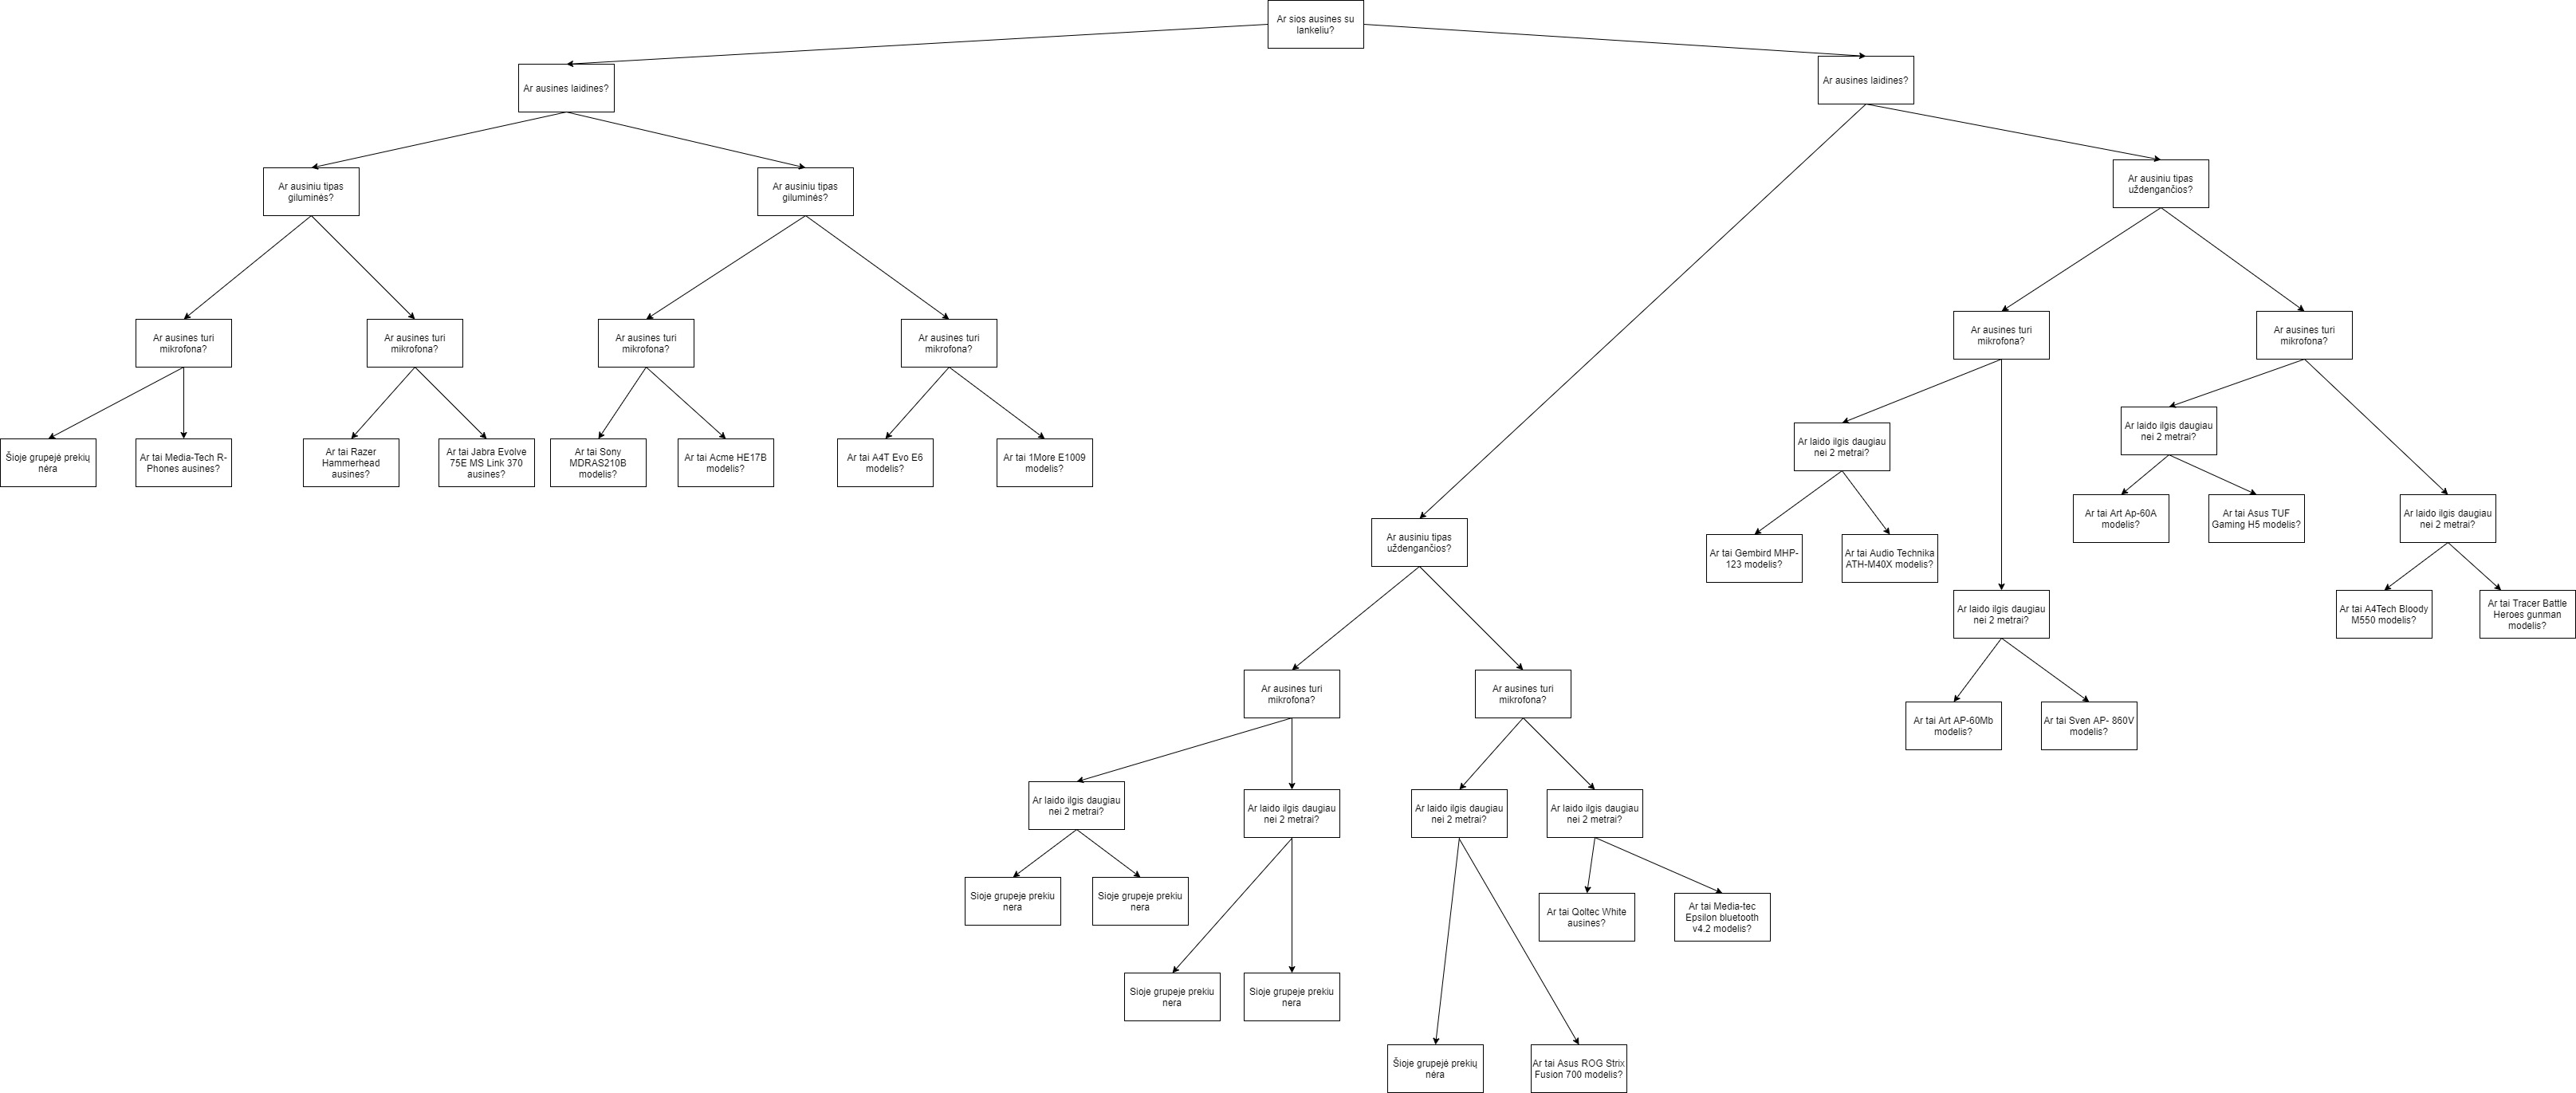 Ar sios ausines su
lankeliu?
Ar ausines laidines?
Ar ausines laidines?
Ar ausiniu tipas
giluminės?
Ar ausiniu tipas
giluminės?
Ar ausiniu tipas
uždengančios?
Ar ausines turi
mikrofona?
Ar ausines turi
mikrofona?
Ar ausines turi
mikrofona?
Ar ausines turi
mikrofona?
Ar ausines turi
mikrofona?
Ar ausines turi
mikrofona?
Šioje grupėje prekių
nėra
Ar tai Media-Tech R-
Phones ausines?
Ar tai Razer
Hammerhead
ausines?
Ar tai Jabra Evolve
75E MS Link 370
ausines?
Ar tai Sony
MDRAS210B
modelis?
Ar tai Acme HE17B
modelis?
Ar tai A4T Evo E6
modelis?
Ar tai 1More E1009
modelis?
Ar laido ilgis daugiau
nei 2 metrai?
Ar laido ilgis daugiau
nei 2 metrai?
Ar tai Art Ap-60A
modelis?
Ar tai Asus TUF
Gaming H5 modelis?
Ar laido ilgis daugiau
nei 2 metrai?
Ar ausiniu tipas
uždengančios?
Ar tai Gembird MHP-
123 modelis?
Ar tai Audio Technika
ATH-M40X modelis?
Ar laido ilgis daugiau
nei 2 metrai?
Ar tai A4Tech Bloody
M550 modelis?
Ar tai Tracer Battle
Heroes gunman
modelis?
Ar ausines turi
mikrofona?
Ar ausines turi
mikrofona?
Ar tai Art AP-60Mb
modelis?
Ar tai Sven AP- 860V
modelis?
Ar laido ilgis daugiau
nei 2 metrai?
Ar laido ilgis daugiau
nei 2 metrai?
Ar laido ilgis daugiau
nei 2 metrai?
Ar laido ilgis daugiau
nei 2 metrai?
Sioje grupeje prekiu
nera
Sioje grupeje prekiu
nera
Ar tai Qoltec White
ausines?
Ar tai Media-tec
Epsilon bluetooth
v4.2 modelis?
Sioje grupeje prekiu
nera
Sioje grupeje prekiu
nera
Šioje grupejė prekių
nėra
Ar tai Asus ROG Strix
Fusion 700 modelis?